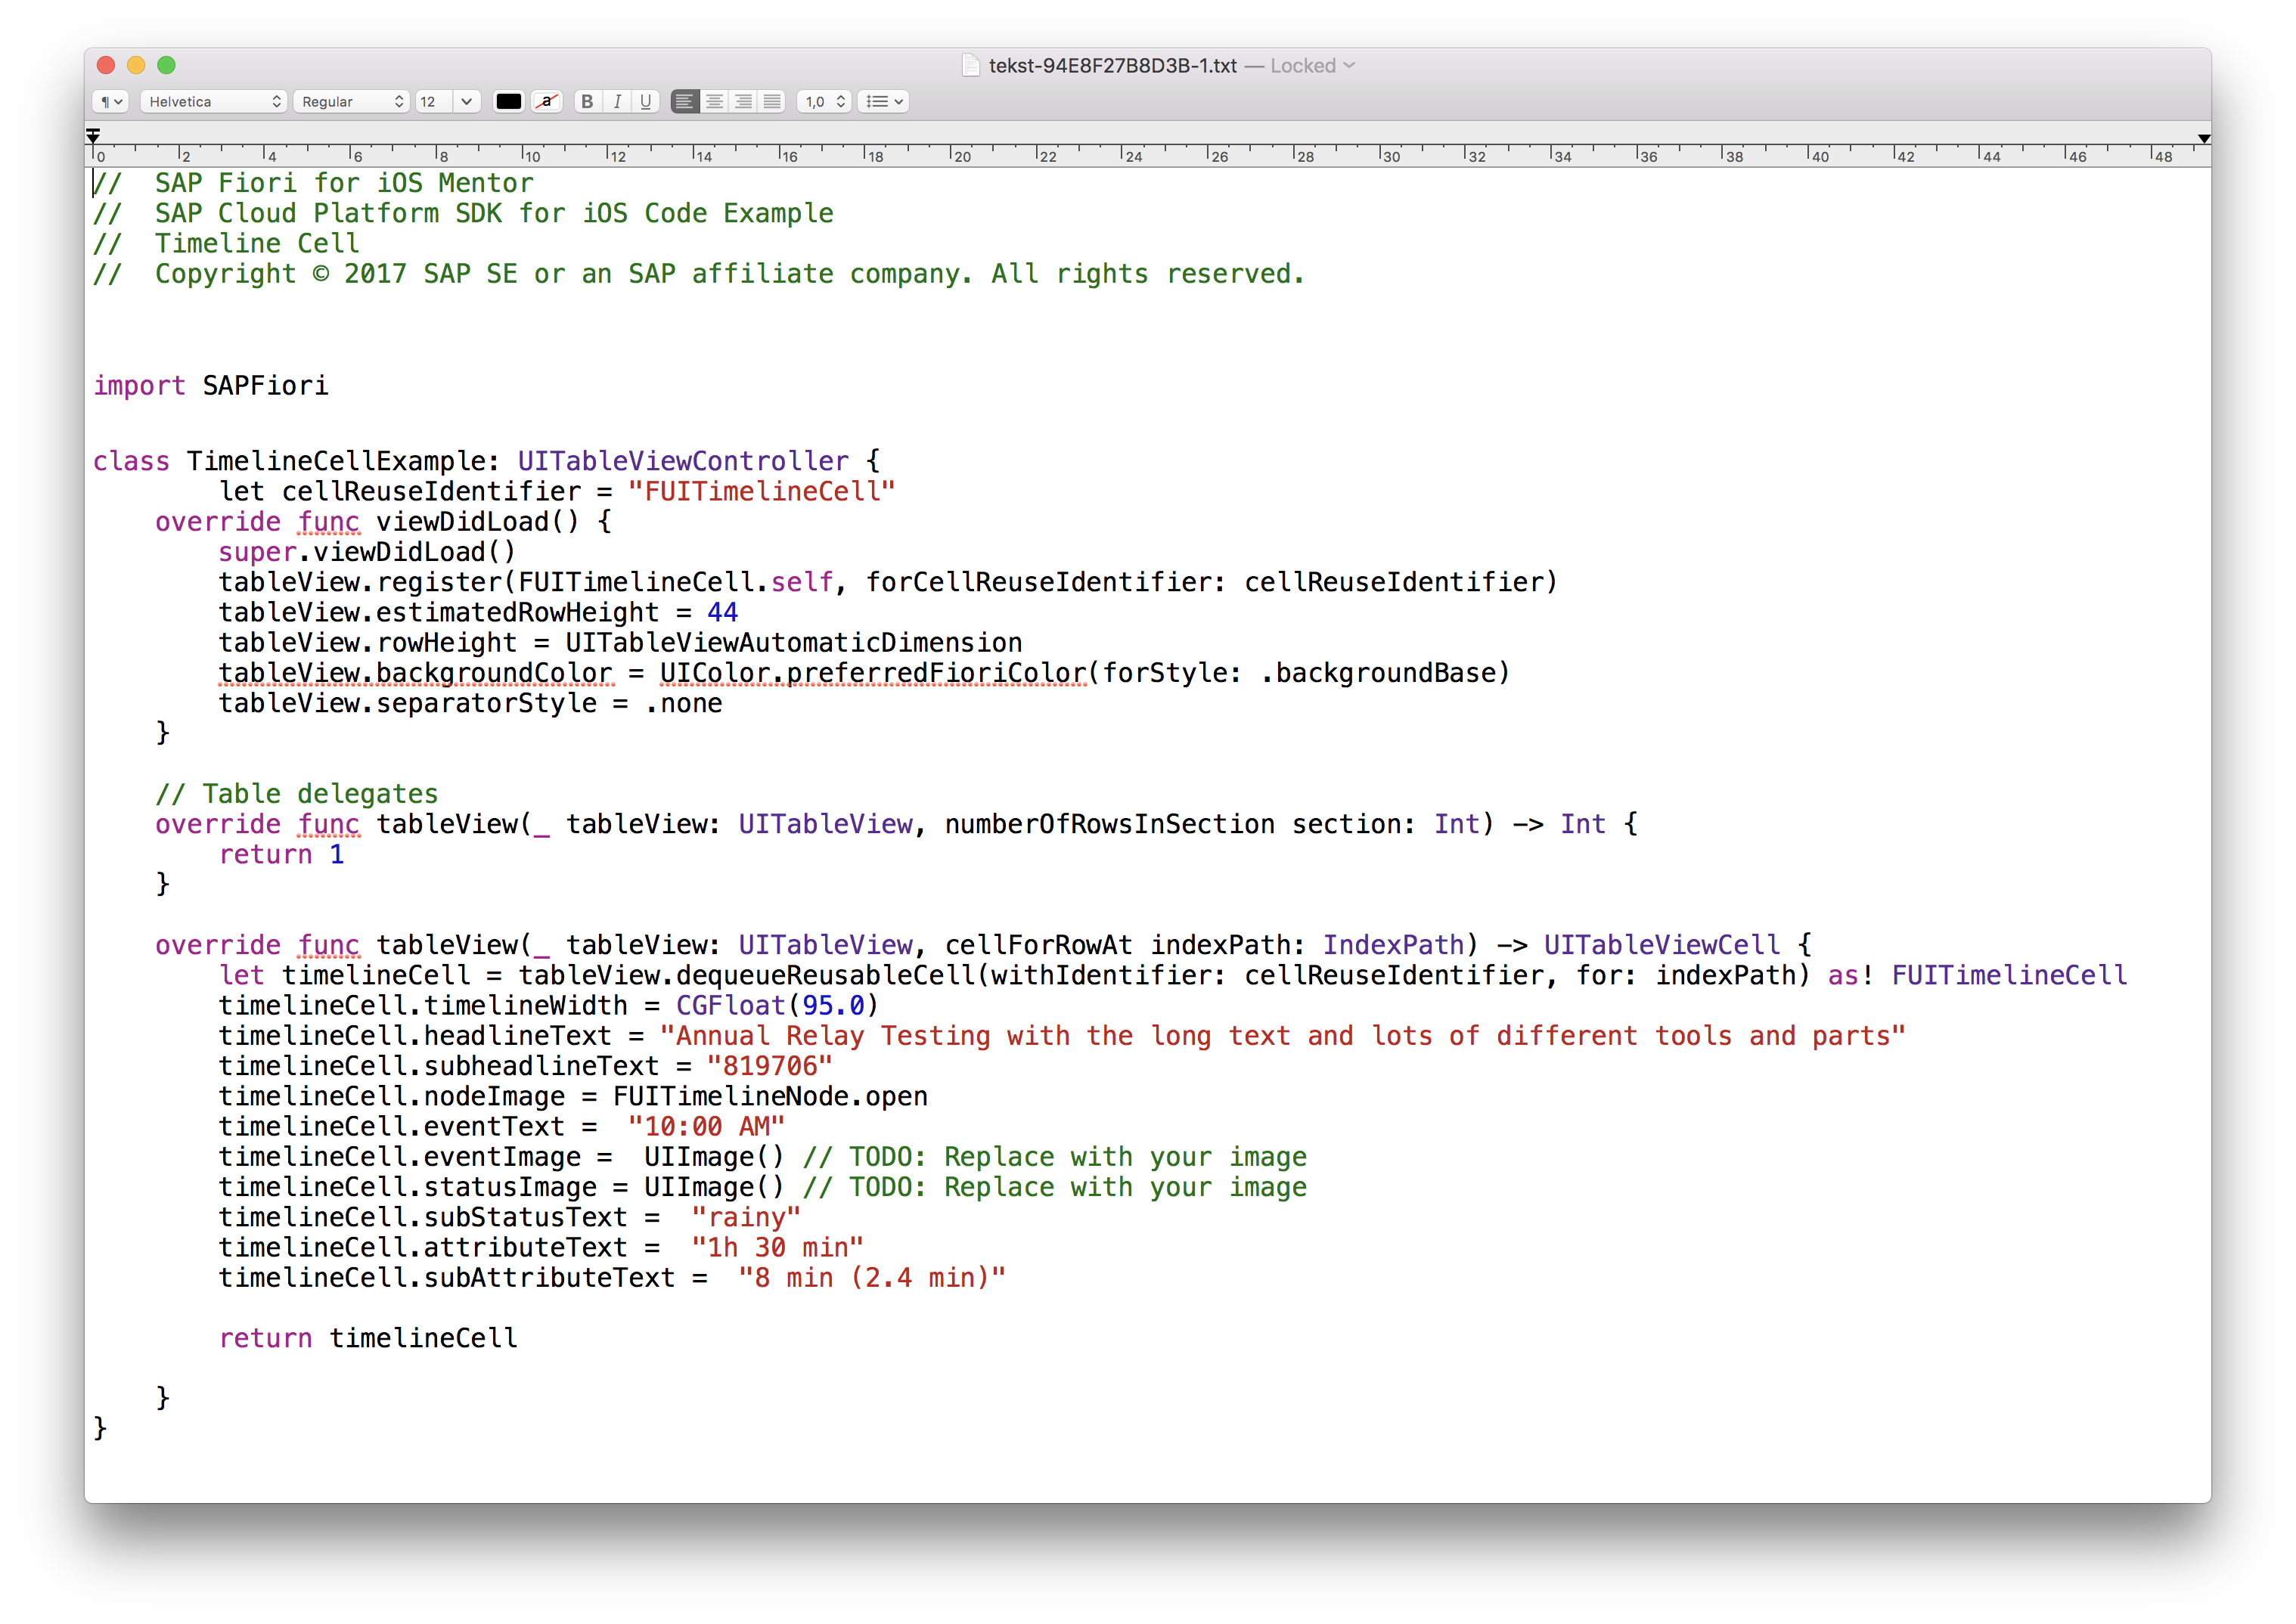 tekst-94E8F27B8D3B-1.txt — Locked
¶ Helvetica Regular 12 a B I U 1,0
0 2 4 6 8 10 12 14 16 18 20 22 24 26 28 30 32 34 36 38 40 42 44 46 48
//  SAP Fiori for iOS Mentor
//  SAP Cloud Platform SDK for iOS Code Example
//  Timeline Cell
//  Copyright © 2017 SAP SE or an SAP affiliate company. All rights reserved.
import SAPFiori
class TimelineCellExample: UITableViewController {
        let cellReuseIdentifier = "FUITimelineCell"
    override func viewDidLoad() {
        super.viewDidLoad()
        tableView.register(FUITimelineCell.self, forCellReuseIdentifier: cellReuseIdentifier)
        tableView.estimatedRowHeight = 44
        tableView.rowHeight = UITableViewAutomaticDimension
        tableView.backgroundColor = UIColor.preferredFioriColor(forStyle: .backgroundBase)
        tableView.separatorStyle = .none
    }
    // Table delegates
    override func tableView(_ tableView: UITableView, numberOfRowsInSection section: Int) -> Int {
        return 1
    }
    override func tableView(_ tableView: UITableView, cellForRowAt indexPath: IndexPath) -> UITableViewCell {
        let timelineCell = tableView.dequeueReusableCell(withIdentifier: cellReuseIdentifier, for: indexPath) as! FUITimelineCell
        timelineCell.timelineWidth = CGFloat(95.0)
        timelineCell.headlineText = "Annual Relay Testing with the long text and lots of different tools and parts"
        timelineCell.subheadlineText = "819706"
        timelineCell.nodeImage = FUITimelineNode.open
        timelineCell.eventText =  "10:00 AM"
        timelineCell.eventImage =  UIImage() // TODO: Replace with your image
        timelineCell.statusImage = UIImage() // TODO: Replace with your image
        timelineCell.subStatusText =  "rainy"
        timelineCell.attributeText =  "1h 30 min"
        timelineCell.subAttributeText =  "8 min (2.4 min)"
        return timelineCell
    }
}